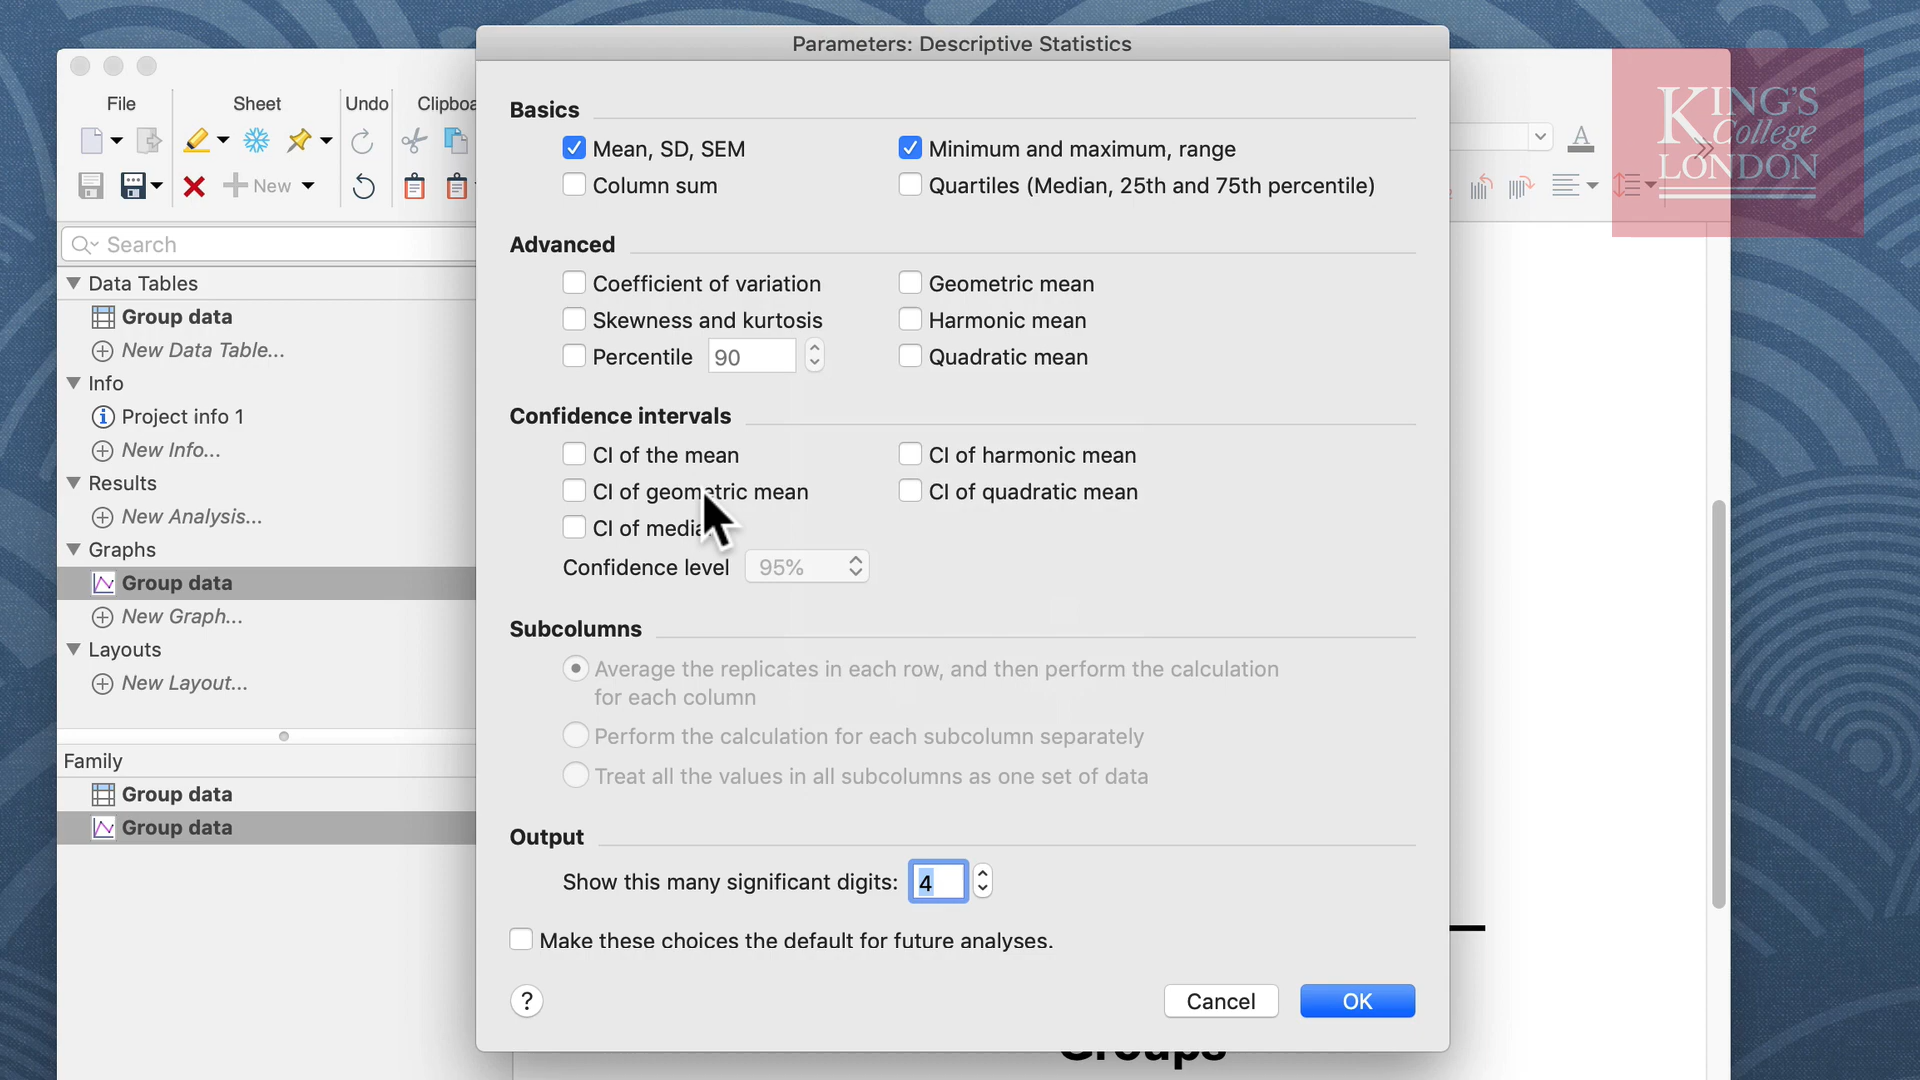 Parameters: Descriptive Statistics
File
Sheet
Undo
New
Search
Data Tables
Group data
New Data Table...
Info
Project info 1
New Info...
Results
New Analysis...
Graphs
Group data
New Graph...
Layouts
New Layout...
Family
Group data
Group data
Basics
Mean, SD, SEM
Minimum and maximum, range
Column sum
Quartiles (Median, 25th and 75th percentile)
Advanced
Coefficient of variation
Geometric mean
Skewness and kurtosis
Harmonic mean
Percentile 90
Quadratic mean
Confidence intervals
CI of the mean
CI of harmonic mean
CI of geometric mean
CI of quadratic mean
CI of
Confidence level 95%
Subcolumns
Average the replicates in each row, and then perform the calculation
for each column
Perform the calculation for each subcolumn separately
Treat all the values in all subcolumns as one set of data
Output
Show this many significant digits: 4
Make these choices the default for future analyses.
?
Cancel
OK
Groups
KING'S
College
LONDON